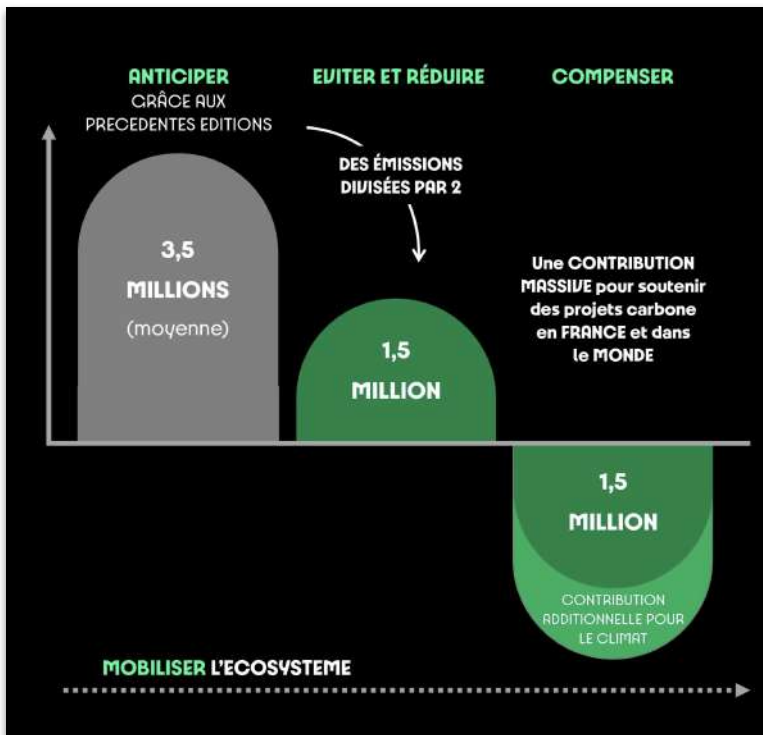 ANTICIPER
GRÂCE AUX
PRECEDENTES EDITIONS
EVITER ET RÉDUIRE
COMPENSER
DES ÉMISSIONS
DIVISÉES PAR 2
3,5
MILLIONS
(moyenne)
1,5
MILLION
Une CONTRIBUTION
MASSIVE pour soutenir
des projets carbone
en FRANCE et dans
le MONDE
1,5
MILLION
CONTRIBUTION
ADDITIONNELLE POUR
LE CLIMAT
MOBILISER L'ECOSYSTEME